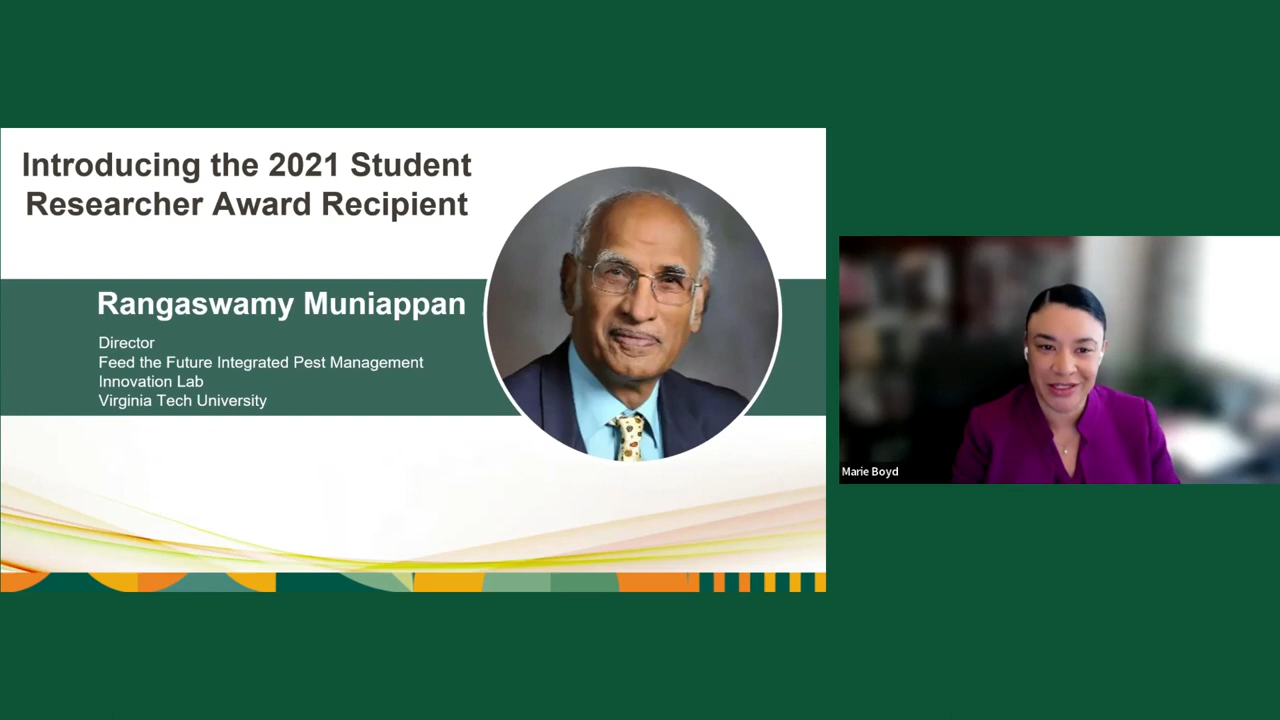 Introducing the 2021 Student
Researcher Award Recipient
Rangaswamy Muniappan
Director
Feed the Future Integrated Pest Management
Innovation Lab
Virginia Tech University
Marie Boyd